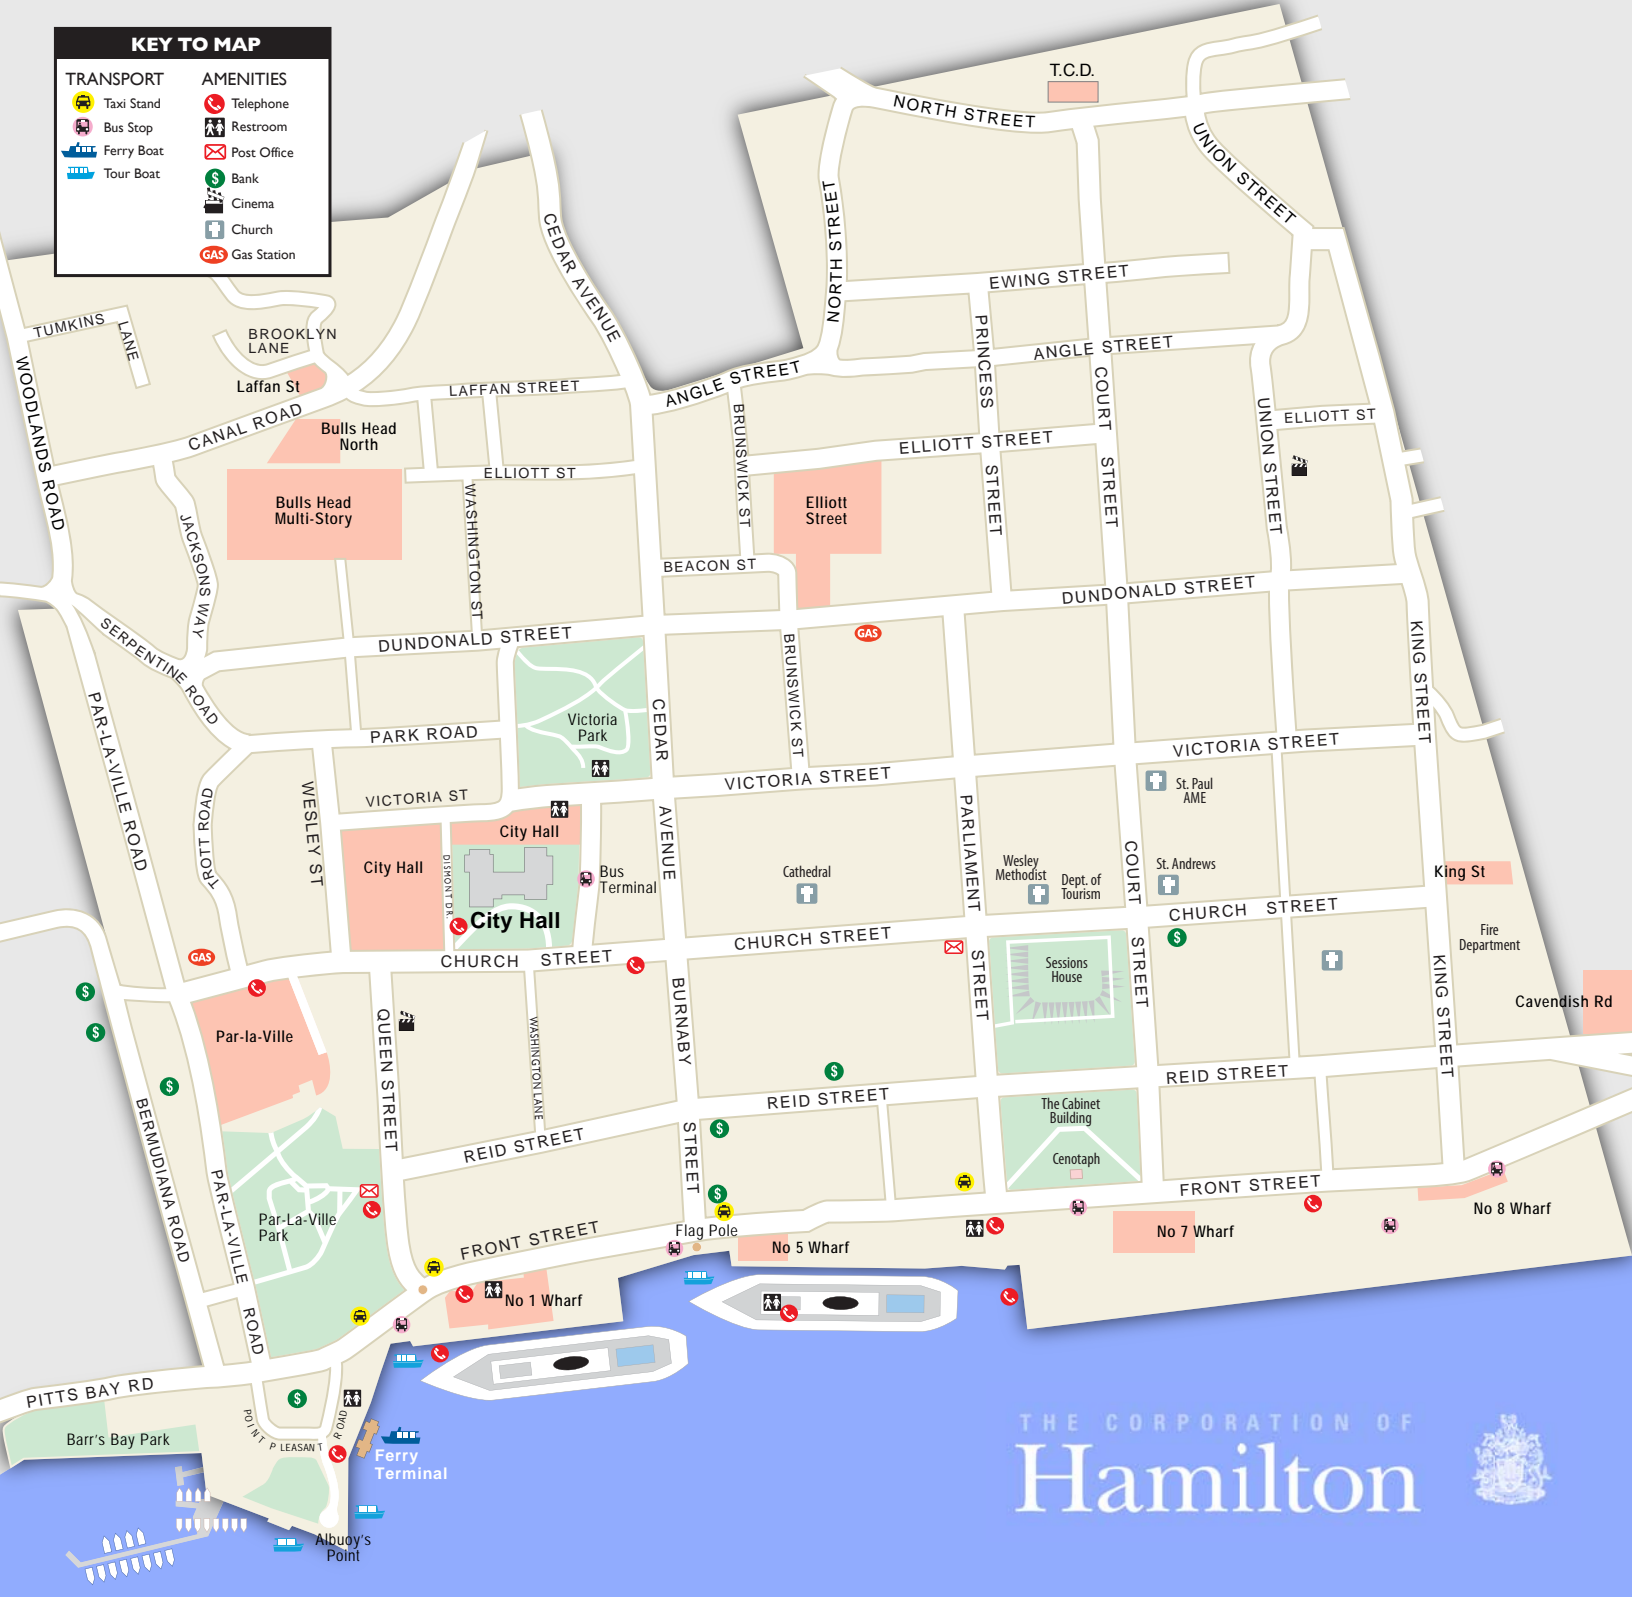 KEY TO MAP
TRANSPORT
AMENITIES
Taxi Stand
Telephone
Bus Stop
Restroom
Ferry Boat
Post Office
Tour Boat
$ Bank
Cinema
Church
GAS Gas Station
T.C.D.
NORTH STREET
UNION STREET
NORTH STREET
CEDAR AVENUE
EWING STREET
TUMKINS
LANE
BROOKLYN
LANE
Laffan St
LAFFAN STREET
ANGLE STREET
ANGLE STREET
PRINCESS
STREET
COURT
STREET
WOODLANDS ROAD
CANAL ROAD
Bulls Head
North
BRUNSWICK ST
ELLIOTT STREET
UNION STREET
ELLIOTT ST
ELLIOTT ST
Bulls Head
Multi-Story
Elliott
Street
WASHINGTON ST
JACKSONS WAY
BEACON ST
DUNDONALD STREET
DUNDONALD STREET
GAS
SERPENTINE ROAD
KING STREET
BRUNSWICK ST
Victoria
Park
CEDAR
AVENUE
PAR-LA-VILLE ROAD
PARK ROAD
VICTORIA STREET
VICTORIA STREET
WESLEY ST
VICTORIA ST
TROTT ROAD
City Hall
City Hall
DISMONT DR.
City Hall
Bus
Terminal
PARLIAMENT
STREET
St. Paul
AME
COURT
STREET
Cathedral
Wesley
Methodist
Dept. of
Tourism
St. Andrews
King St
CHURCH STREET
CHURCH STREET
CHURCH STREET
Fire
Department
GAS
$
$
$
$
Sessions
House
KING STREET
Cavendish Rd
Par-la-Ville
QUEEN STREET
WASHINGTON LANE
BURNABY
STREET
$
REID STREET
REID STREET
REID STREET
$
$
The Cabinet
Building
Cenotaph
BERMUDIANA ROAD
PAR-LA-VILLE
ROAD
Par-La-Ville
Park
FRONT STREET
FRONT STREET
Flag Pole
No 5 Wharf
No 7 Wharf
No 8 Wharf
No 1 Wharf
PITTS BAY RD
$
POINT PLEASANT ROAD
Barr's Bay Park
Ferry
Terminal
Albuoy's
Point
THE CORPORATION OF
Hamilton